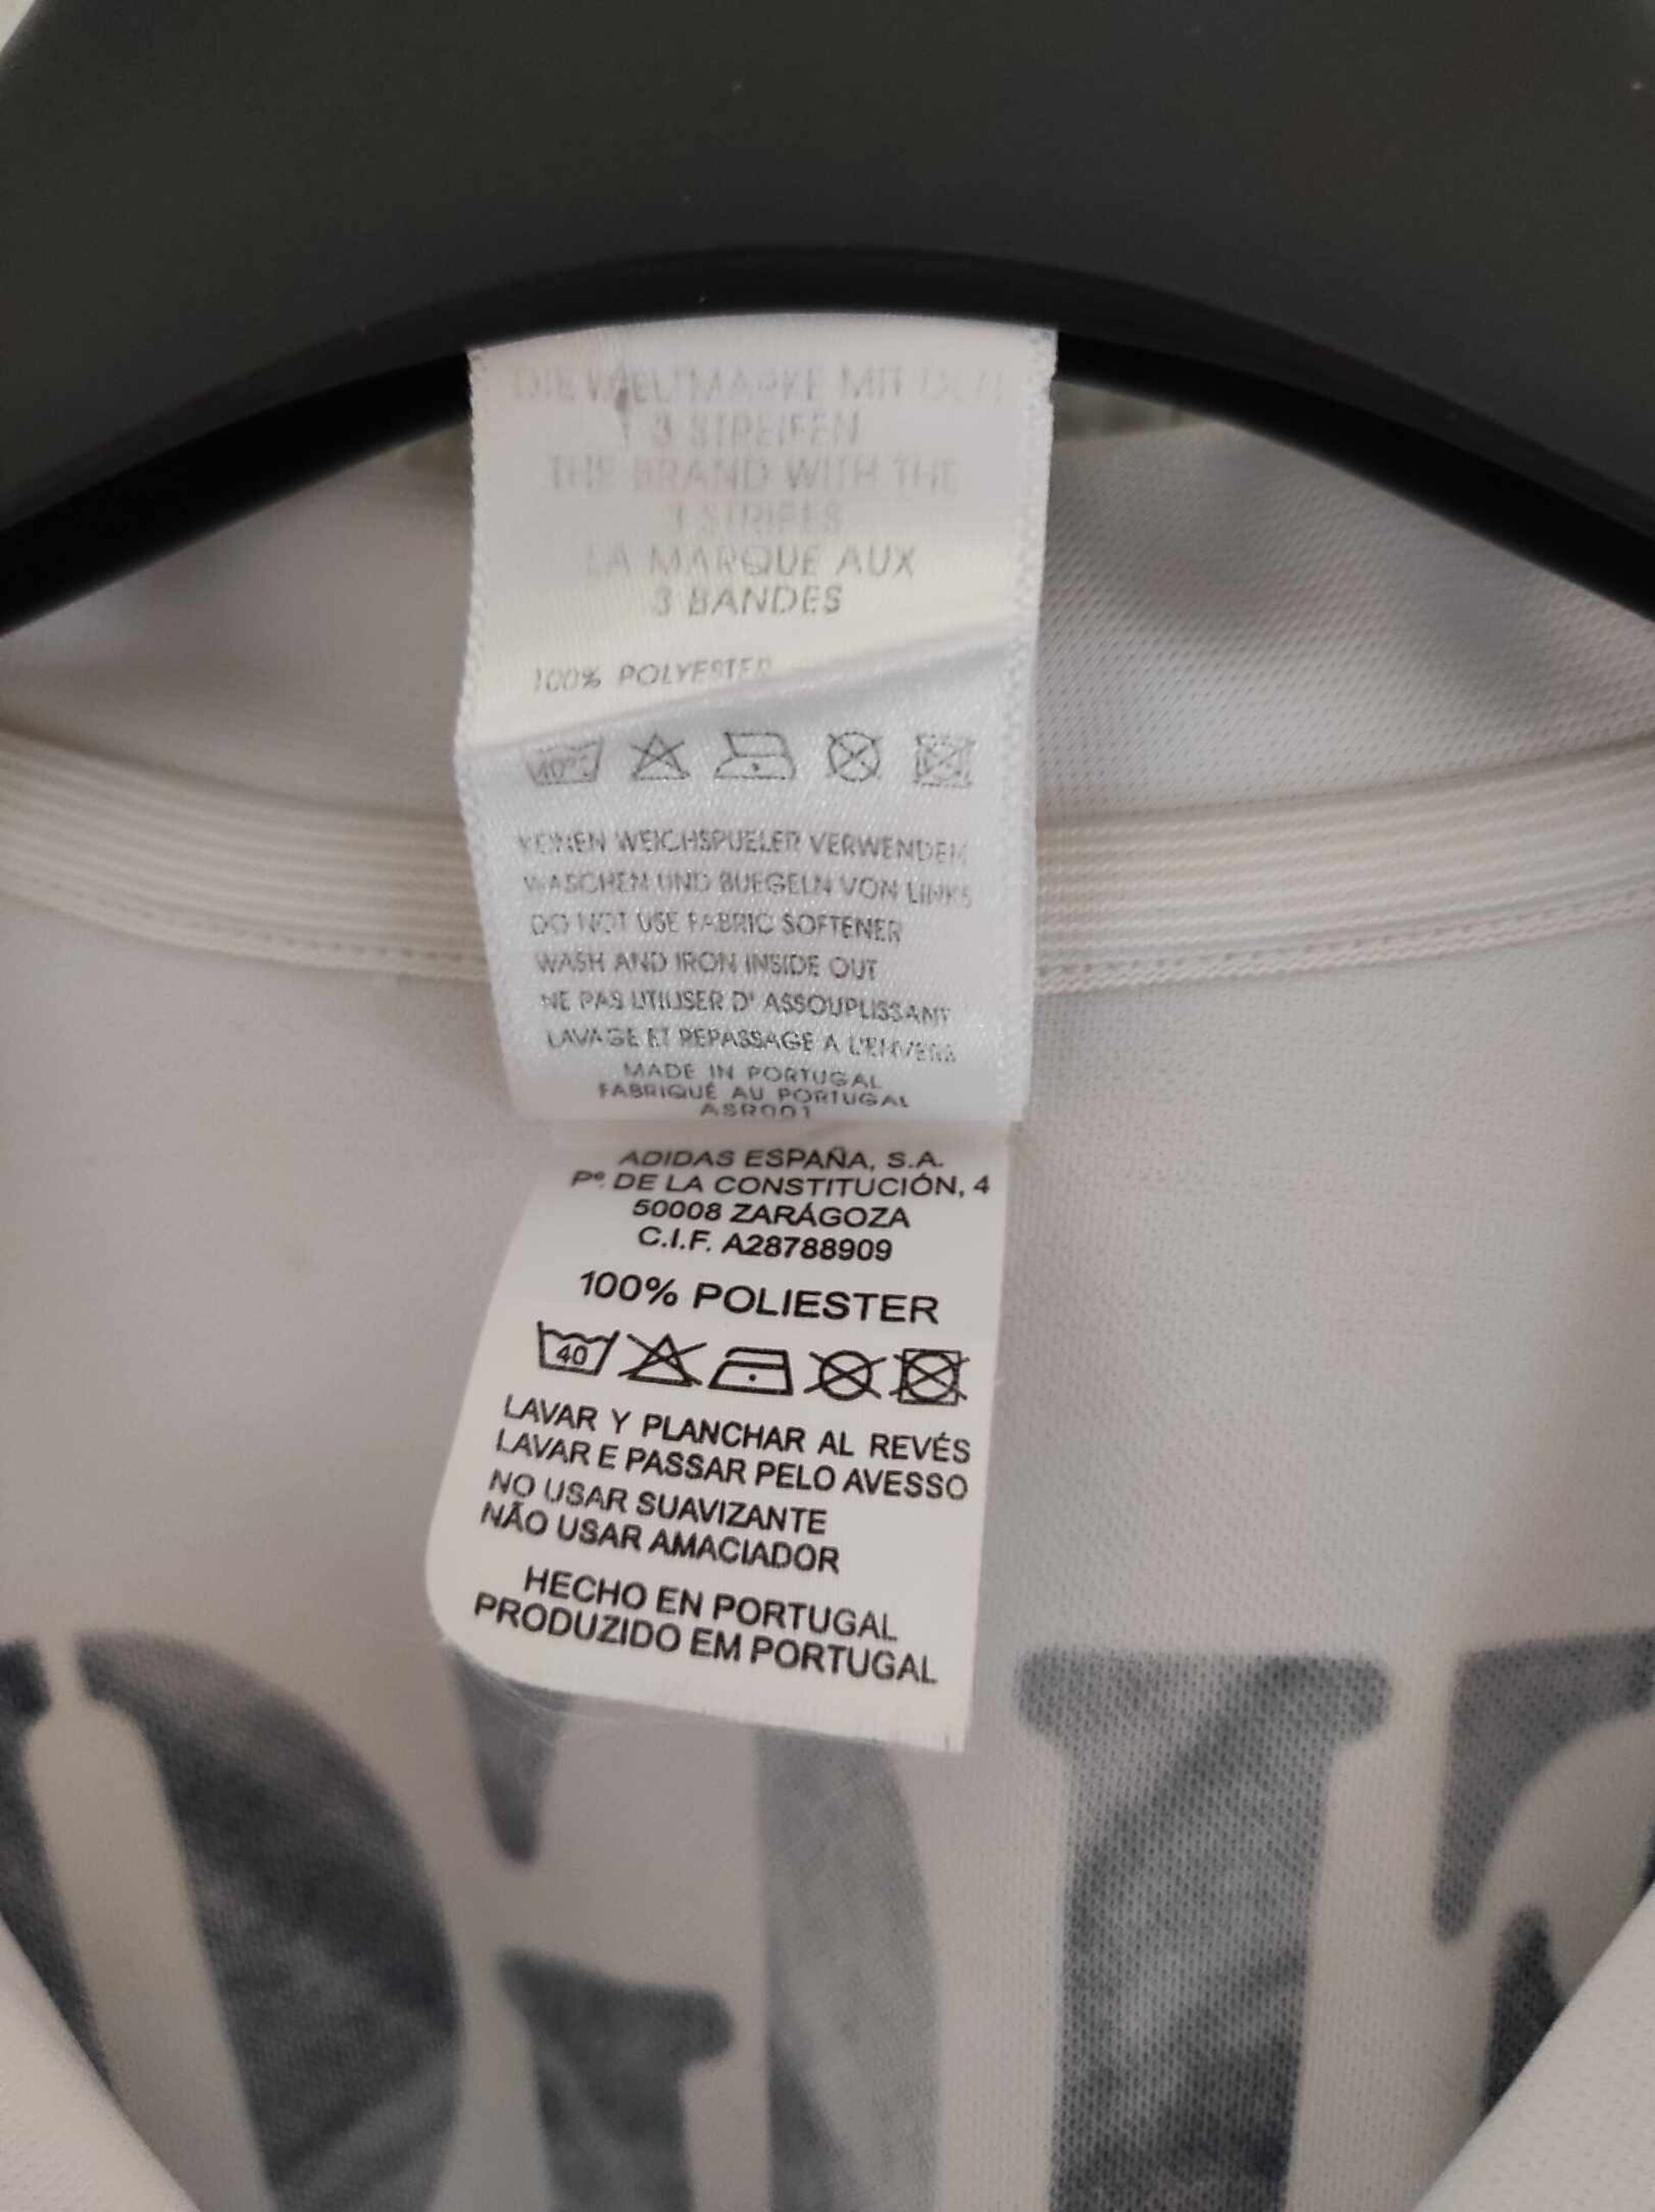 DIE WELTMARKE MIT DEN
3 STREIFEN
THE BRAND WITH THE
3 STRIPES
LA MARQUE AUX
3 BANDES
100% POLYESTER
40°
KEINEN WEICHSPUELER VERWENDEN
WASCHEN UND BUEGELN VON LINKS
DO NOT USE FABRIC SOFTENER
WASH AND IRON INSIDE OUT
NE PAS UTILISER D' ASSOUPLISSANT
LAVAGE ET REPASSAGE A L'ENVERS
MADE IN PORTUGAL
FABRIQUÉ AU PORTUGAL
ASR001
ADIDAS ESPAÑA, S.A.
Pº DE LA CONSTITUCIÓN, 4
50008 ZARÁGOZA
C.I.F. A28788909
100% POLIESTER
40
LAVAR Y PLANCHAR AL REVÉS
LAVAR E PASSAR PELO AVESSO
NO USAR SUAVIZANTE
NÃO USAR AMACIADOR
HECHO EN PORTUGAL
PRODUZIDO EM PORTUGAL